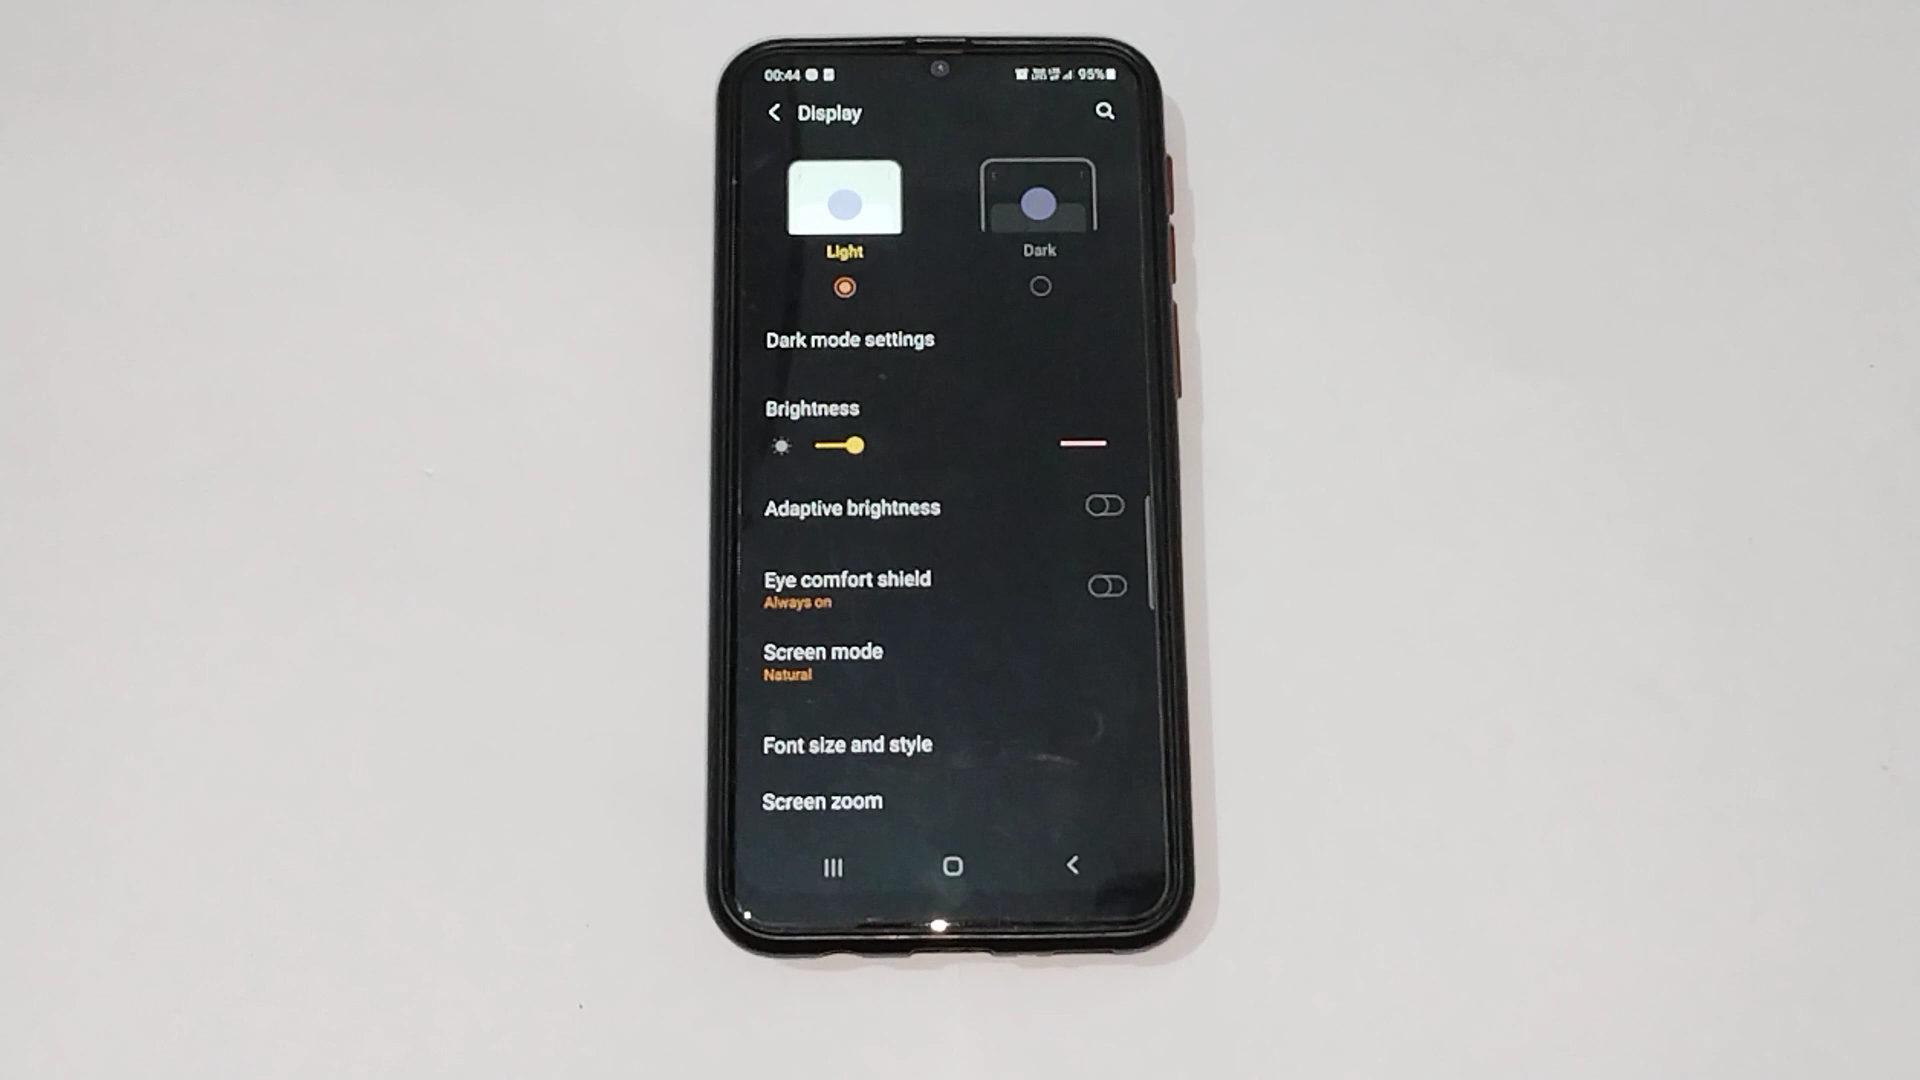 00:44 95%
Display
Light Dark
Dark mode settings
Brightness
Adaptive brightness
Eye comfort shield
Always on
Screen mode
Natural
Font size and style
Screen zoom